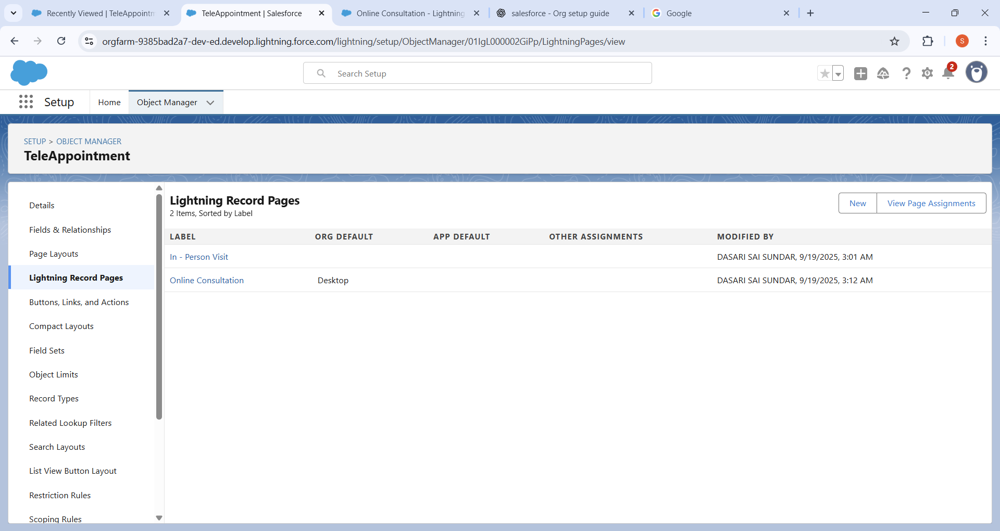 Recently Viewed | TeleAppointm
TeleAppointment | Salesforce
Online Consultation - Lightning
salesforce - Org setup guide
Google
orgfarm-9385bad2a7-dev-ed.develop.lightning.force.com/lightning/setup/ObjectManager/01IgL000002GiPp/LightningPages/view
S
Search Setup
2
Setup
Home
Object Manager
SETUP > OBJECT MANAGER
TeleAppointment
Details
Fields & Relationships
Page Layouts
Lightning Record Pages
Buttons, Links, and Actions
Compact Layouts
Field Sets
Object Limits
Record Types
Related Lookup Filters
Search Layouts
List View Button Layout
Restriction Rules
Scoping Rules
Lightning Record Pages
2 Items, Sorted by Label
New
View Page Assignments
LABEL ORG DEFAULT APP DEFAULT OTHER ASSIGNMENTS MODIFIED BY
In - Person Visit DASARI SAI SUNDAR, 9/19/2025, 3:01 AM
Online Consultation Desktop DASARI SAI SUNDAR, 9/19/2025, 3:12 AM